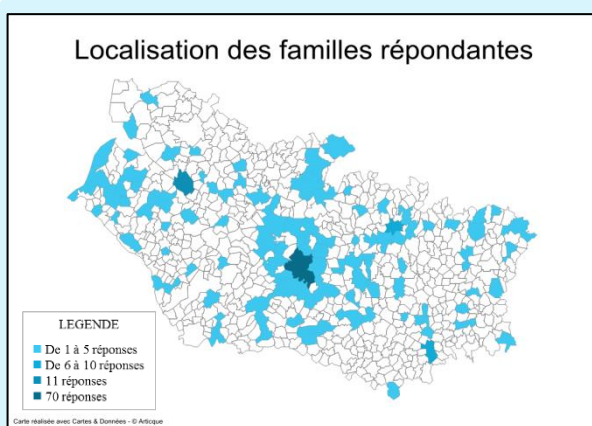 Localisation des familles répondantes
LEGENDE
De 1 à 5 réponses
De 6 à 10 réponses
11 réponses
70 réponses
Carte réalisée avec Cartes & Données - © Articque